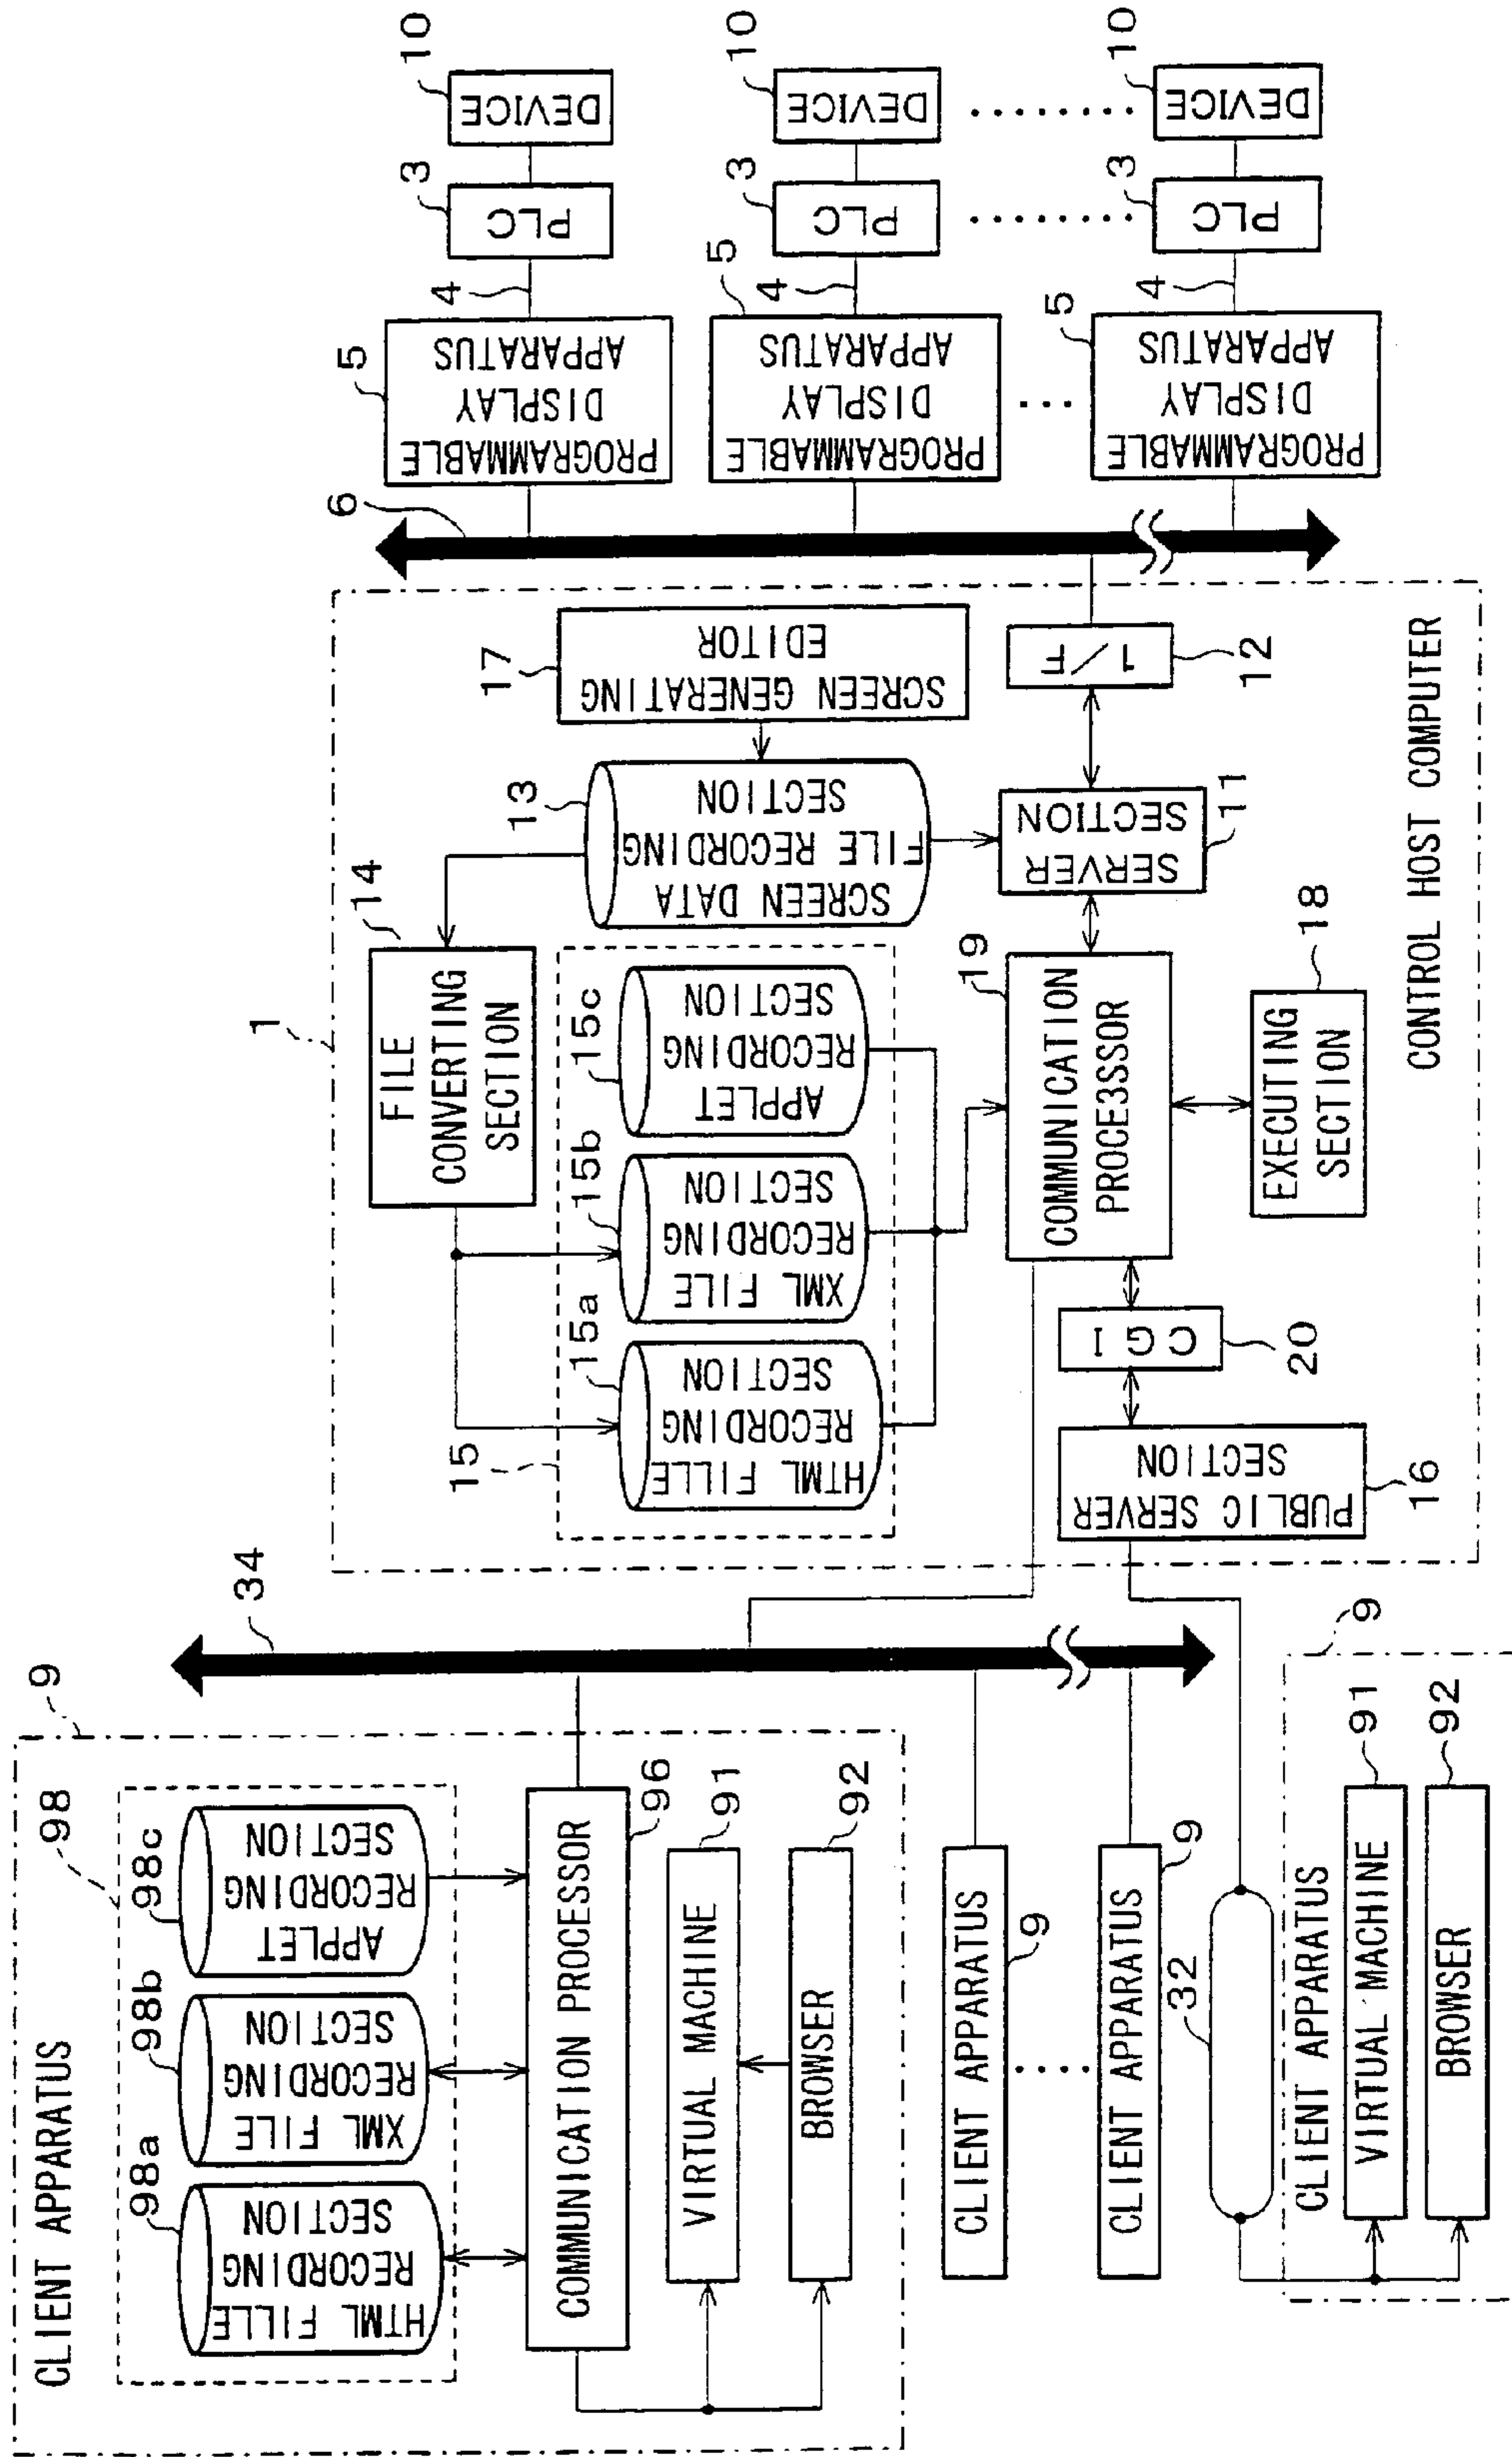 CLIENT APPARATUS
9
98
98a
98b
98c
HTML FILLE
RECORDING
SECTION
XML FILE
RECORDING
SECTION
APPLET
RECORDING
SECTION
COMMUNICATION PROCESSOR
96
VIRTUAL MACHINE
91
BROWSER
92
CLIENT APPARATUS
9
CLIENT APPARATUS
9
32
CLIENT APPARATUS
9
VIRTUAL MACHINE
91
BROWSER
92
34
1
FILE
CONVERTING
SECTION
14
15
15a
15b
15c
HTML FILLE
RECORDING
SECTION
XML FILE
RECORDING
SECTION
APPLET
RECORDING
SECTION
13
SCREEN DATA
FILE RECORDING
SECTION
17
SCREEN GENERATING
EDITOR
PUBLIC SERVER
SECTION
16
CGI
20
COMMUNICATION
PROCESSOR
19
EXECUTING
SECTION
18
SERVER
SECTION
11
1/F
12
CONTROL HOST COMPUTER
6
5
PROGRAMMABLE
DISPLAY
APPARATUS
4
3
PLC
10
DEVICE
5
PROGRAMMABLE
DISPLAY
APPARATUS
4
3
PLC
10
DEVICE
5
PROGRAMMABLE
DISPLAY
APPARATUS
4
3
PLC
10
DEVICE